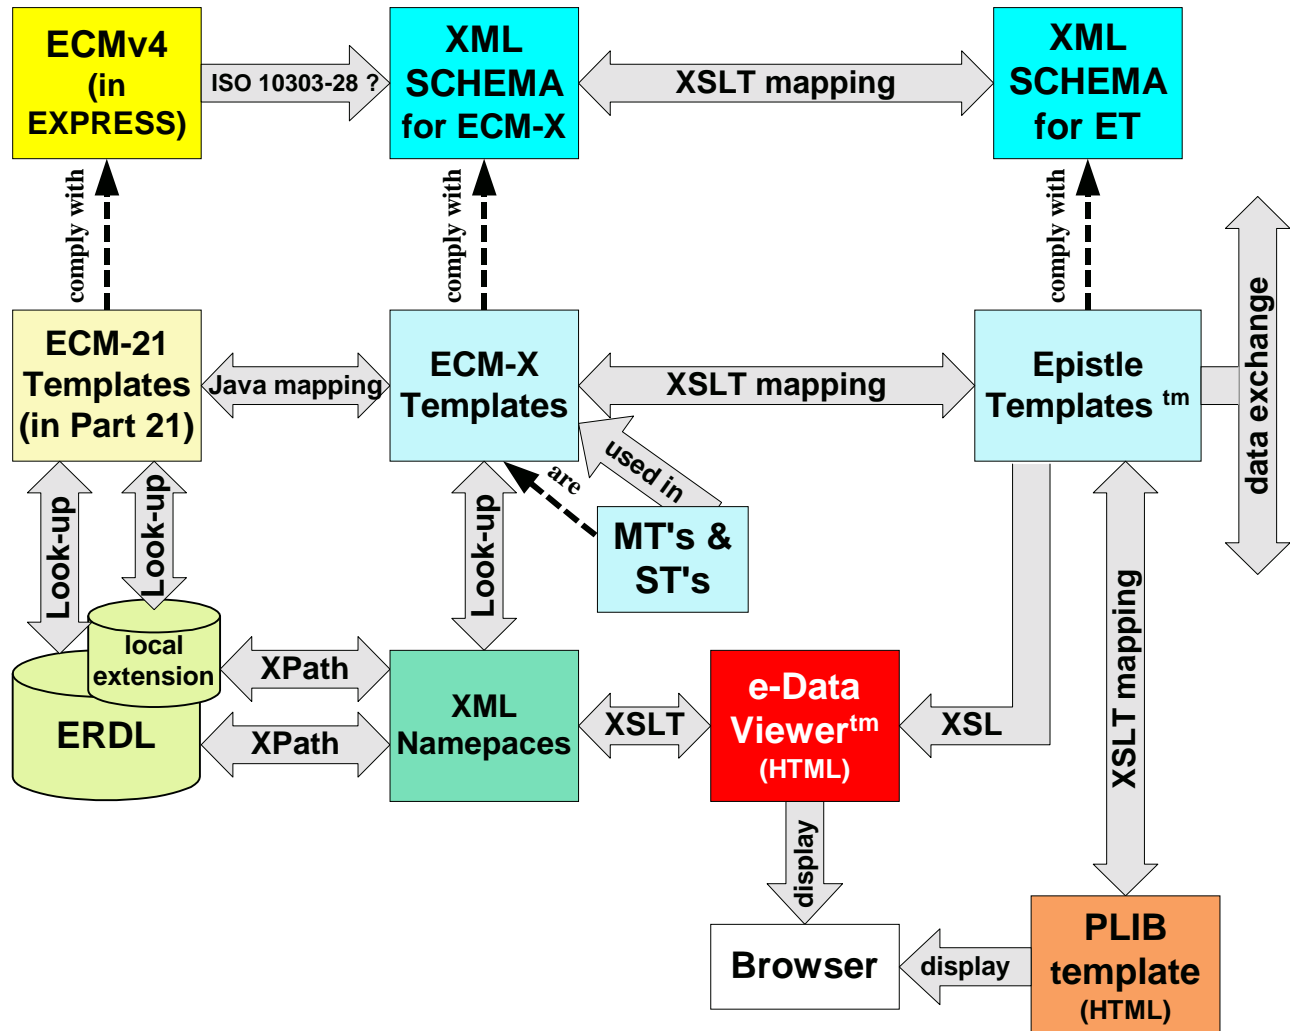 ECMv4
(in
EXPRESS)
ISO 10303-28 ?
XML
SCHEMA
for ECM-X
XSLT mapping
XML
SCHEMA
for ET
comply with
comply with
comply with
ECM-21
Templates
(in Part 21)
Java mapping
ECM-X
Templates
XSLT mapping
Epistle
Templates tm
data exchange
used in
are
MT's &
ST's
Look-up
Look-up
Look-up
XSLT mapping
local
extension
ERDL
XPath
XPath
XML
Namepaces
XSLT
e-Data
Viewertm
(HTML)
XSL
display
Browser
display
PLIB
template
(HTML)